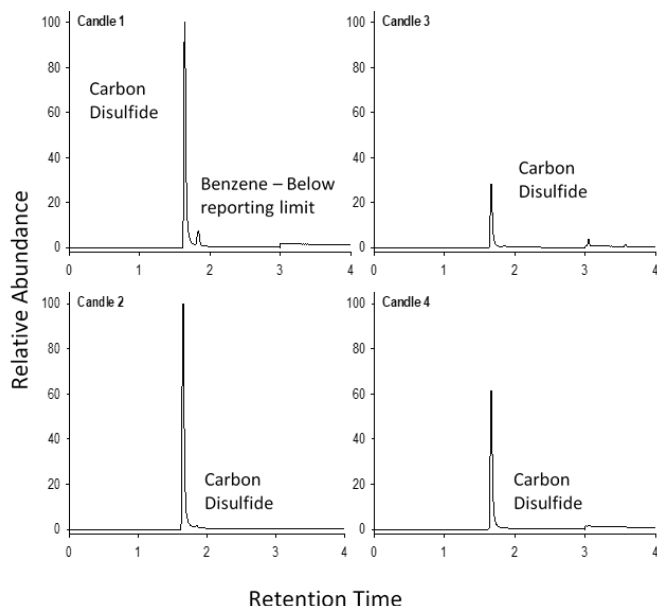 Candle 1
100
80
60
40
20
0
Carbon
Disulfide
Benzene – Below
reporting limit
0 1 2 3 4
Candle 3
100
80
60
40
20
0
Carbon
Disulfide
0 1 2 3 4
Candle 2
100
80
60
40
20
0
Carbon
Disulfide
0 1 2 3 4
Candle 4
100
80
60
40
20
0
Carbon
Disulfide
0 1 2 3 4
Relative Abundance
Retention Time